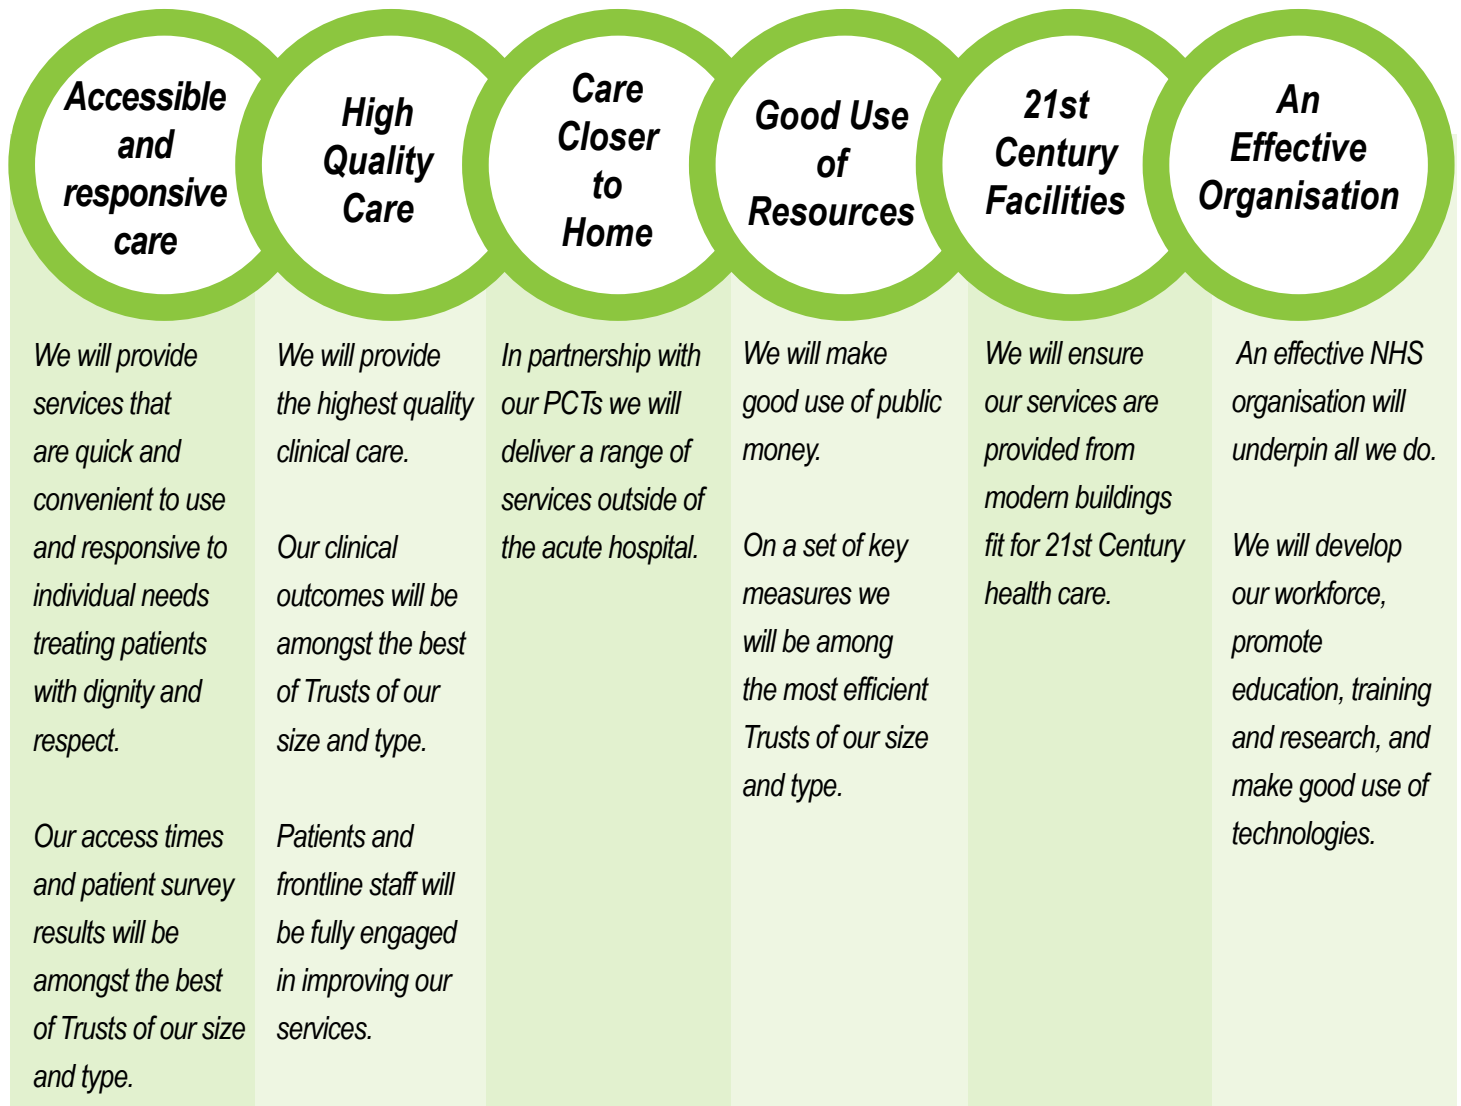 Accessible
and
responsive
care
High
Quality
Care
Care
Closer
to
Home
Good Use
of
Resources
21st
Century
Facilities
An
Effective
Organisation
We will provide
services that
are quick and
convenient to use
and responsive to
individual needs
treating patients
with dignity and
respect.
Our access times
and patient survey
results will be
amongst the best
of Trusts of our size
and type.
We will provide
the highest quality
clinical care.
Our clinical
outcomes will be
amongst the best
of Trusts of our
size and type.
Patients and
frontline staff will
be fully engaged
in improving our
services.
In partnership with
our PCTs we will
deliver a range of
services outside of
the acute hospital.
We will make
good use of public
money.
On a set of key
measures we
will be among
the most efficient
Trusts of our size
and type.
We will ensure
our services are
provided from
modern buildings
fit for 21st Century
health care.
An effective NHS
organisation will
underpin all we do.
We will develop
our workforce,
promote
education, training
and research, and
make good use of
technologies.